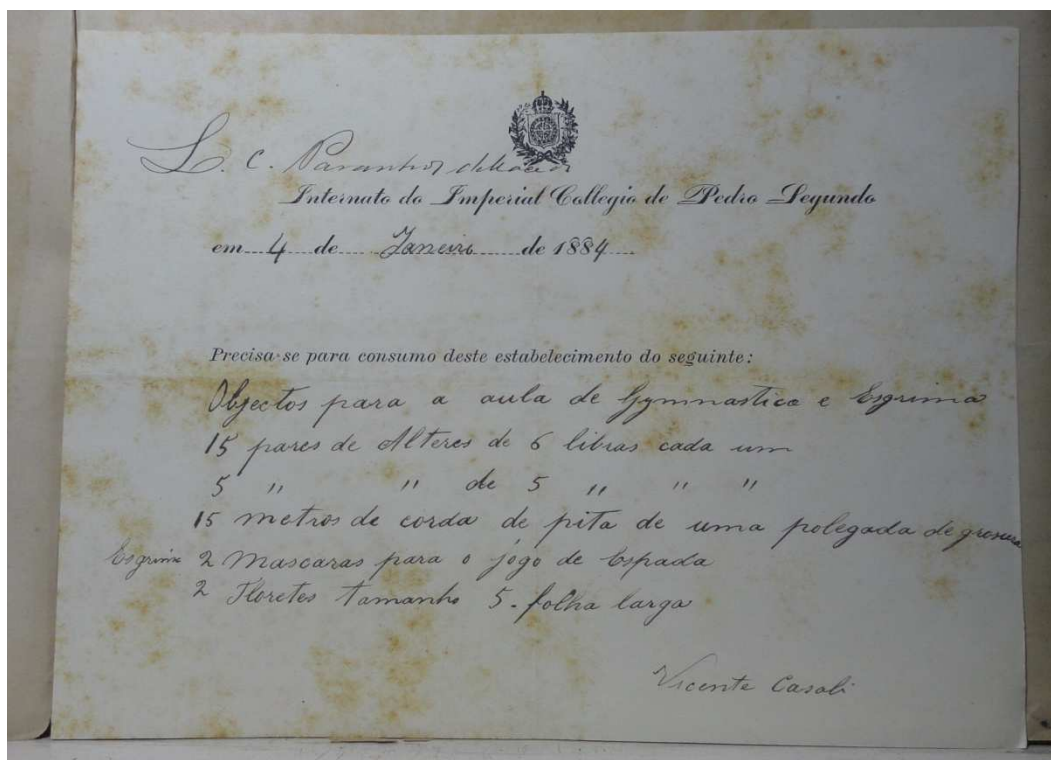 L. C. Paranhos
Internato do Imperial Collegio de Pedro Segundo
em 4 de Janeiro de 1884
Precisa-se para consumo deste estabelecimento do seguinte:
Objectos para a aula de Gymnastica e Esgrima
15 pares de Alteres de 6 libras cada um
5 " " de 5 " " "
15 metros de corda de pita de uma polegada de grossura
Esgrima 2 Mascaras para o jogo de Espada
2 Floretes Tamanho 5. folha larga
Vicente Casali